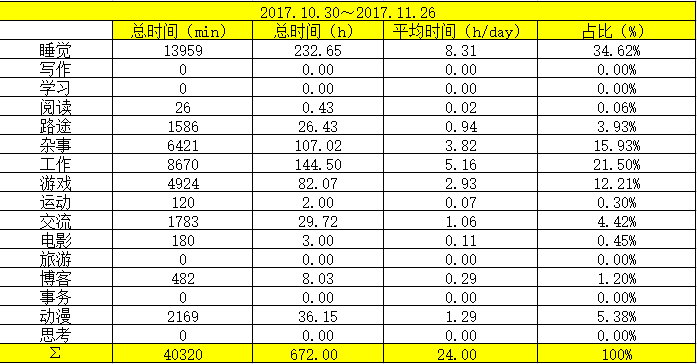 2017.10.30～2017.11.26
总时间（min） 总时间（h） 平均时间（h/day） 占比（%）
睡觉 13959 232.65 8.31 34.62%
写作 0 0.00 0.00 0.00%
学习 0 0.00 0.00 0.00%
阅读 26 0.43 0.02 0.06%
路途 1586 26.43 0.94 3.93%
杂事 6421 107.02 3.82 15.93%
工作 8670 144.50 5.16 21.50%
游戏 4924 82.07 2.93 12.21%
运动 120 2.00 0.07 0.30%
交流 1783 29.72 1.06 4.42%
电影 180 3.00 0.11 0.45%
旅游 0 0.00 0.00 0.00%
博客 482 8.03 0.29 1.20%
事务 0 0.00 0.00 0.00%
动漫 2169 36.15 1.29 5.38%
思考 0 0.00 0.00 0.00%
Σ 40320 672.00 24.00 100%